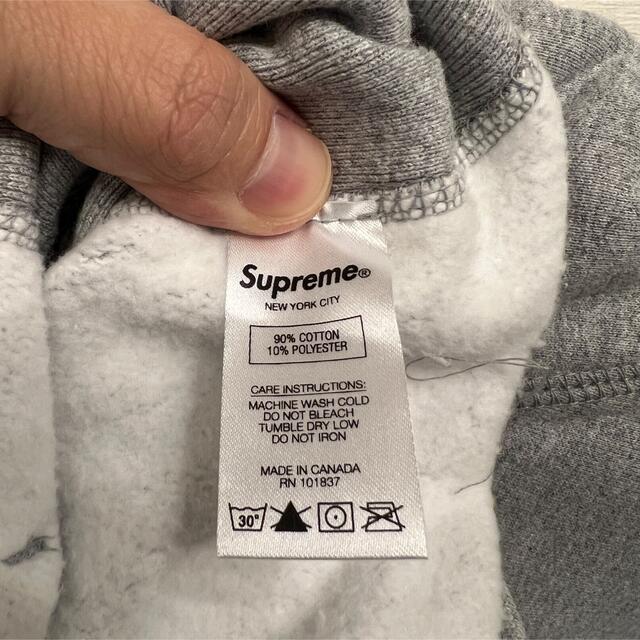 Supreme®
NEW YORK CITY
90% COTTON
10% POLYESTER
CARE INSTRUCTIONS:
MACHINE WASH COLD
DO NOT BLEACH
TUMBLE DRY LOW
DO NOT IRON
MADE IN CANADA
RN 101837
30°